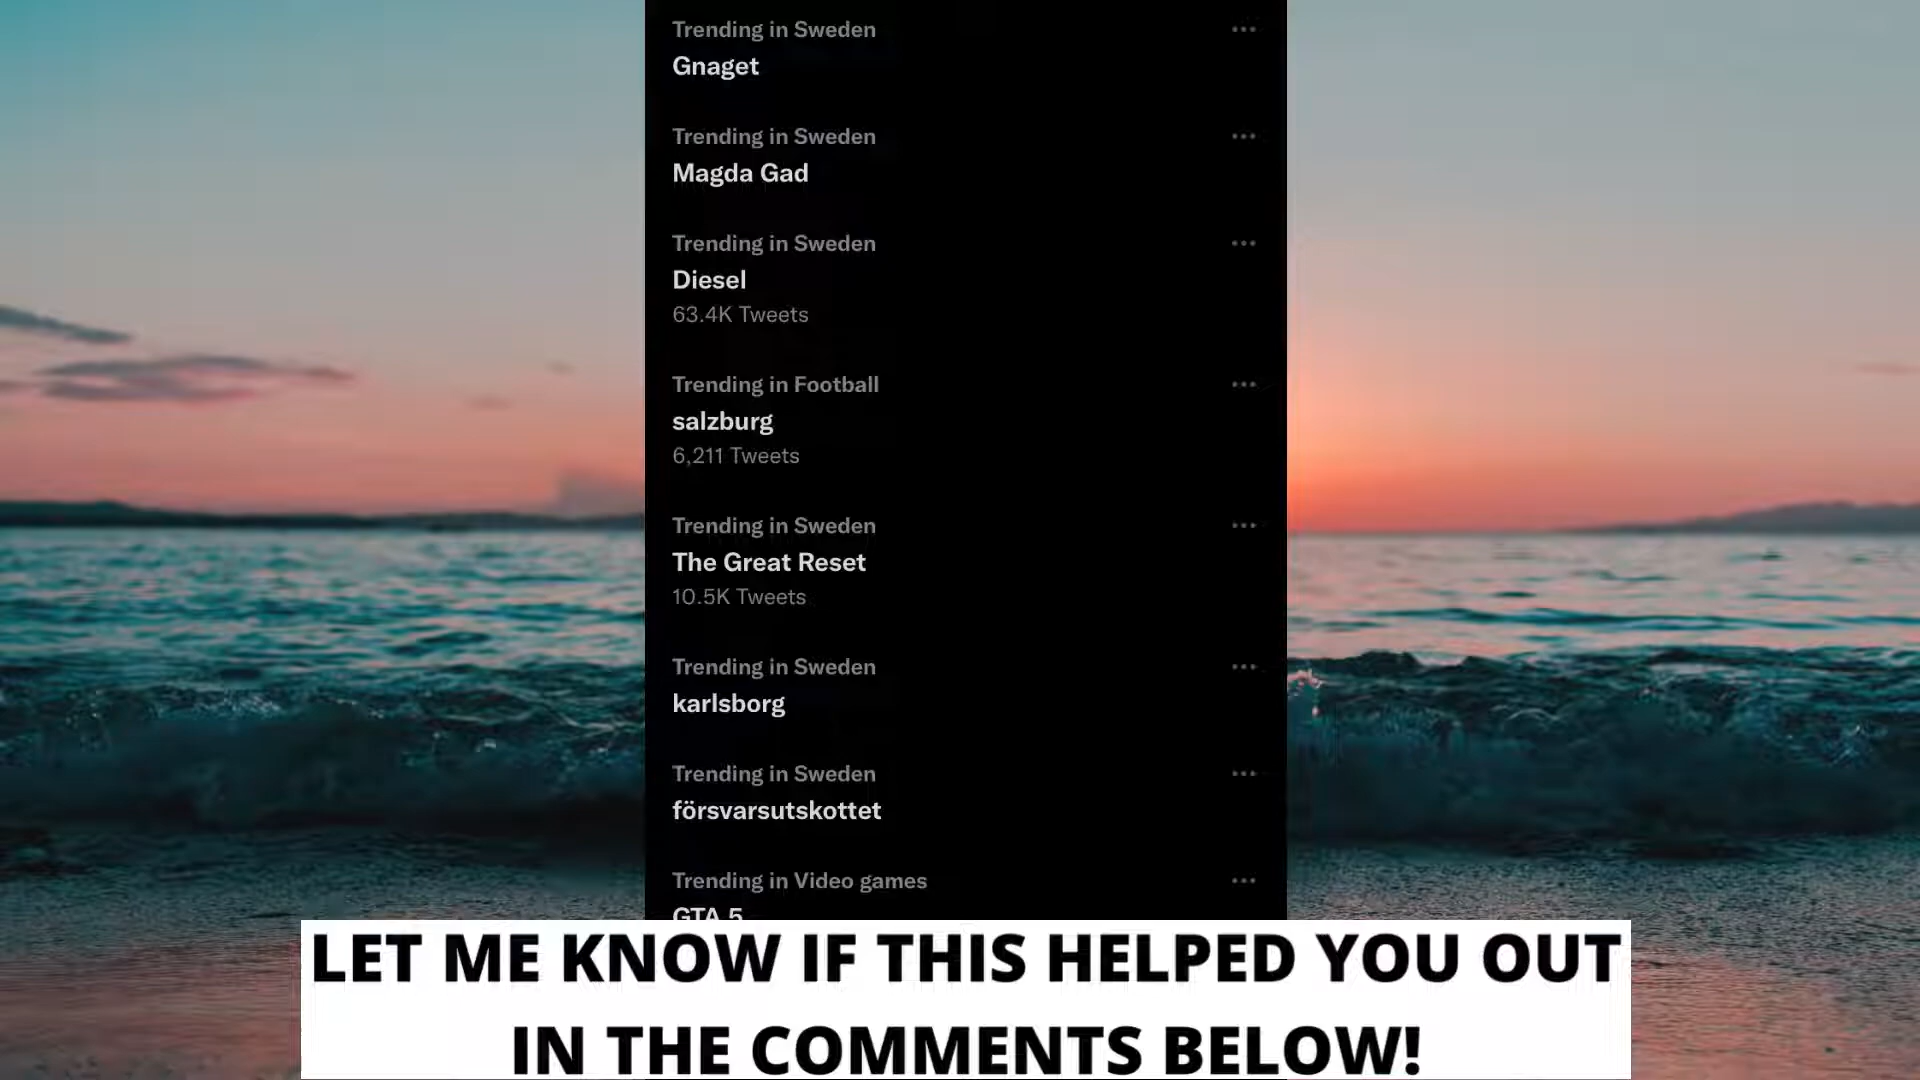 Trending in Sweden
Gnaget
Trending in Sweden
Magda Gad
Trending in Sweden
Diesel
63.4K Tweets
Trending in Football
salzburg
6,211 Tweets
Trending in Sweden
The Great Reset
10.5K Tweets
Trending in Sweden
karlsborg
Trending in Sweden
försvarsutskottet
Trending in Video games
GTA 5
LET ME KNOW IF THIS HELPED YOU OUT
IN THE COMMENTS BELOW!